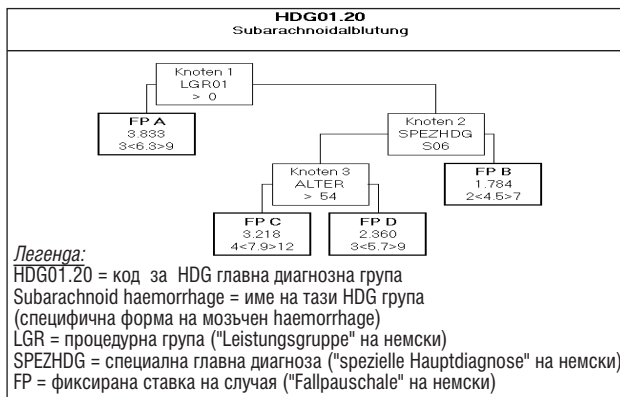 HDG01.20
Subarachnoidalblutung
Knoten 1
LGR01
> 0
FP A
3.833
3<6.3>9
Knoten 2
SPEZHDG
S06
Knoten 3
ALTER
> 54
FP B
1.784
2<4.5>7
FP C
3.218
4<7.9>12
FP D
2.360
3<5.7>9
Легенда:
HDG01.20 = код за HDG главна диагнозна група
Subarachnoid haemorrhage = име на тази HDG група
(специфична форма на мозъчен haemorrhage)
LGR = процедурна група ("Leistungsgruppe" на немски)
SPEZHDG = специална главна диагноза ("spezielle Hauptdiagnose" на немски)
FP = фиксирана ставка на случая ("Fallpauschale" на немски)